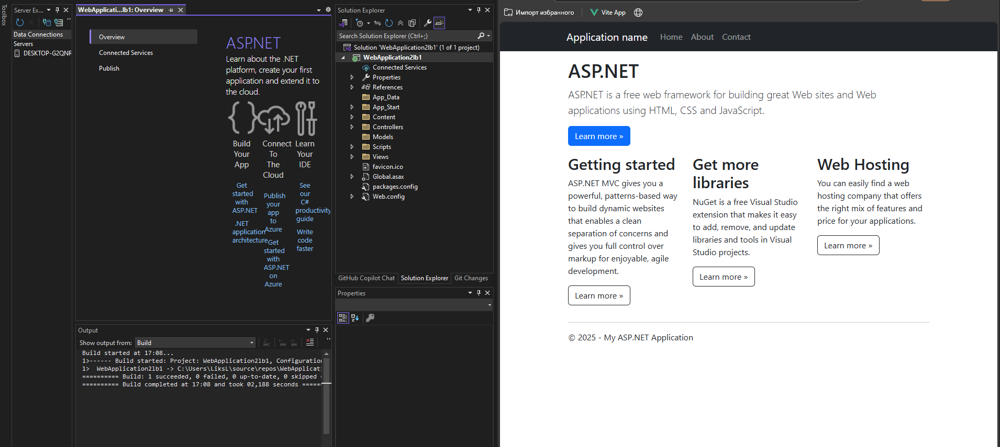 Toolbox
Server Ex...
Data Connections
Servers
DESKTOP-G2QNR
WebApplicati...lb1: Overview
Overview
Connected Services
Publish
ASP.NET
Learn about the .NET
platform, create your first
application and extend it to
the cloud.
Build
Your
App
Get
started
with
ASP.NET
.NET
application
architecture
Connect
To
The
Cloud
Publish
your
app
to
Azure
Get
started
with
ASP.NET
on
Azure
Learn
Your
IDE
See
our
C#
productivity
guide
Write
code
faster
Output
Show output from: Build
Build started at 17:08...
1>------ Build started: Project: WebApplication2lb1, Configuration
1>  WebApplication2lb1 -> C:\Users\LiksL\source\repos\WebApplicati
========== Build: 1 succeeded, 0 failed, 0 up-to-date, 0 skipped =
========== Build completed at 17:08 and took 02,188 seconds =====
Solution Explorer
Search Solution Explorer (Ctrl+;)
Solution 'WebApplication2lb1' (1 of 1 project)
WebApplication2lb1
Connected Services
Properties
References
App_Data
App_Start
Content
Controllers
Models
Scripts
Views
favicon.ico
Global.asax
packages.config
Web.config
GitHub Copilot Chat Solution Explorer Git Changes
Properties
Импорт избранного Vite App
Application name Home About Contact
ASP.NET
ASP.NET is a free web framework for building great Web sites and Web
applications using HTML, CSS and JavaScript.
Learn more »
Getting started
ASP.NET MVC gives you a
powerful, patterns-based way
to build dynamic websites
that enables a clean
separation of concerns and
gives you full control over
markup for enjoyable, agile
development.
Learn more »
Get more
libraries
NuGet is a free Visual Studio
extension that makes it easy
to add, remove, and update
libraries and tools in Visual
Studio projects.
Learn more »
Web Hosting
You can easily find a web
hosting company that offers
the right mix of features and
price for your applications.
Learn more »
© 2025 - My ASP.NET Application